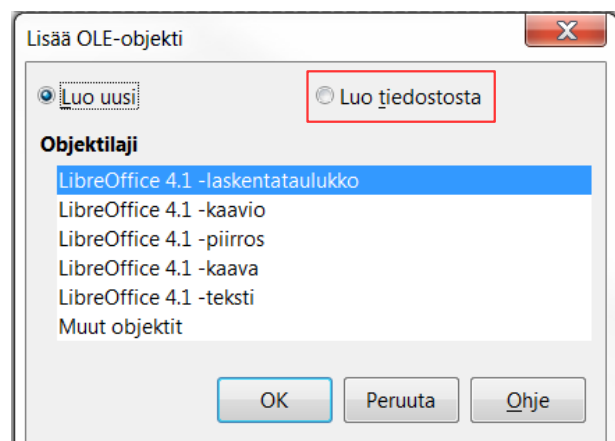 Lisää OLE-objekti
Luo uusi Luo tiedostosta
Objektilaji
LibreOffice 4.1 -laskentataulukko
LibreOffice 4.1 -kaavio
LibreOffice 4.1 -piirros
LibreOffice 4.1 -kaava
LibreOffice 4.1 -teksti
Muut objektit
OK Peruuta Ohje